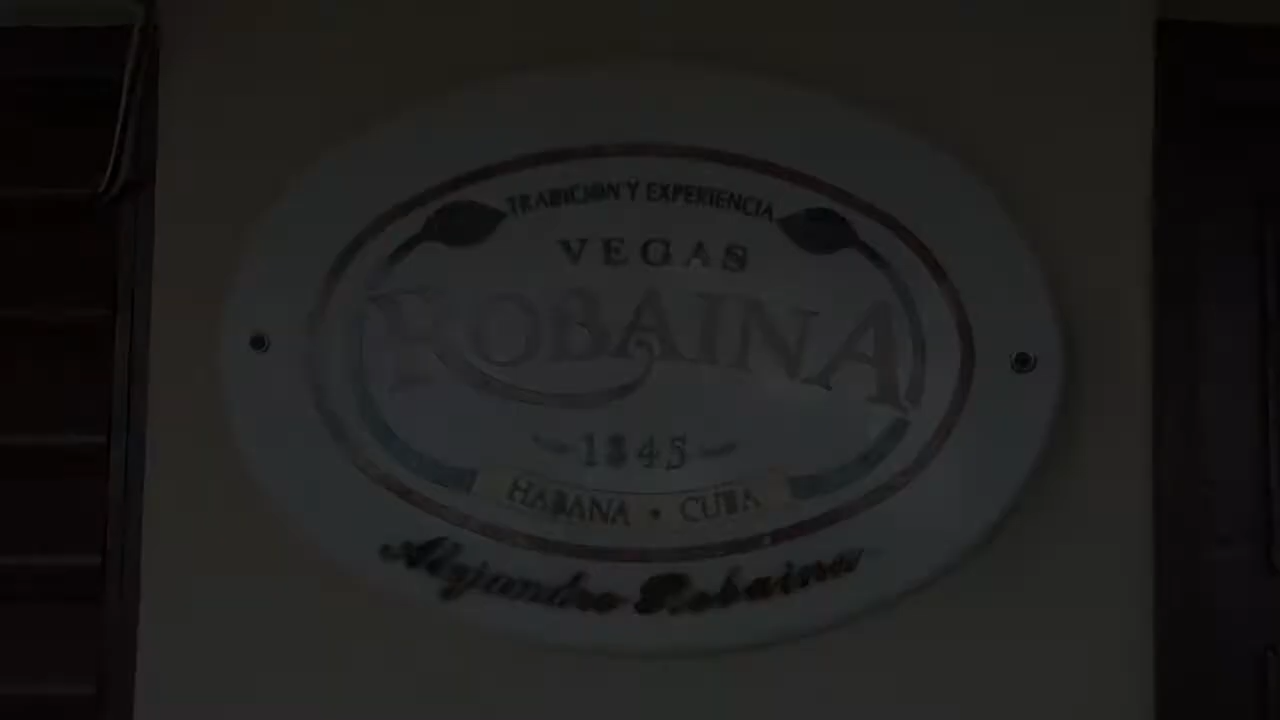 TRADICION Y EXPERIENCIA
VEGAS
ROBAINA
1845
HABANA • CUBA
Alejandro Robaina